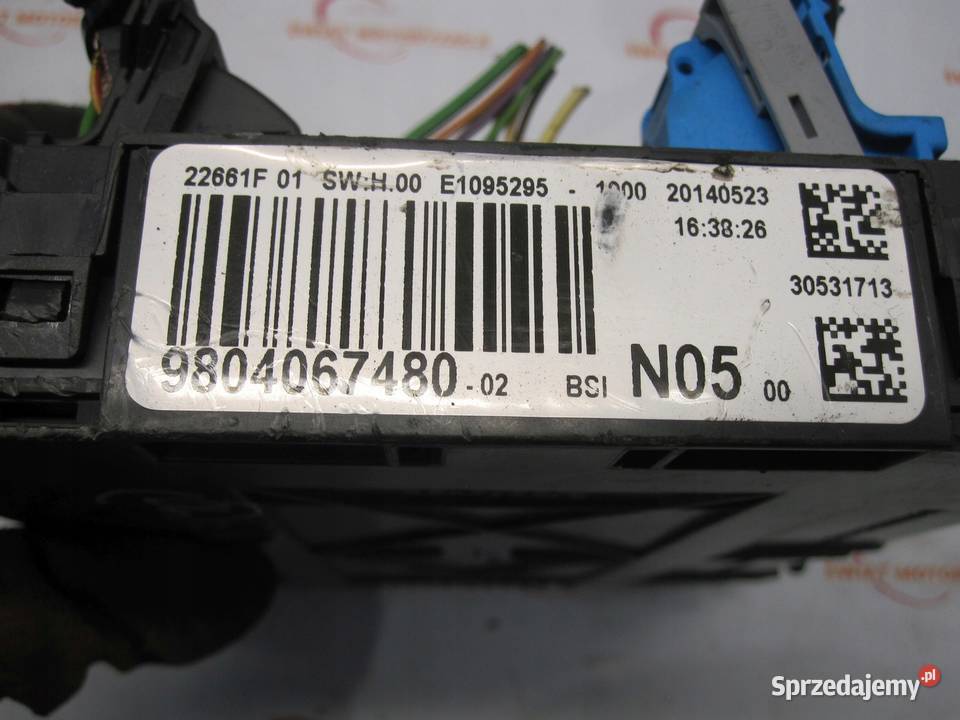 22661F 01 SW:H.00 E1095295 - 1000 20140523
16:38:26
30531713
9804067480-02 BSI N05 00
Sprzedajemy.pl